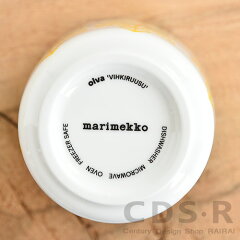 oiva 'VIHKIRUUSU'
marimekko
DISHWASHER MICROWAVE OVEN FREEZER SAFE
CDS-R
Century Design Shop RAIRAI